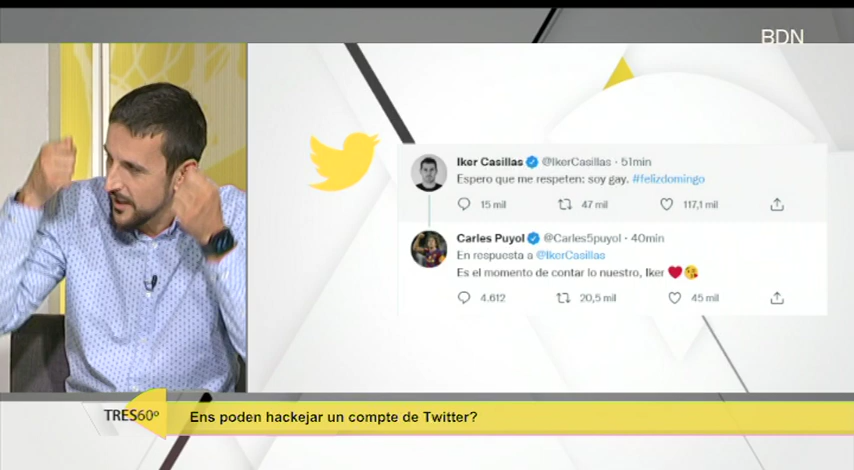 BDN
Iker Casillas @IkerCasillas · 51min
Espero que me respeten: soy gay. #felizdomingo
15 mil 47 mil 117,1 mil
Carles Puyol @Carles5puyol · 40min
En respuesta a @IkerCasillas
Es el momento de contar lo nuestro, Iker ❤️😘
4.612 20,5 mil 45 mil
TRES60º Ens poden hackejar un compte de Twitter?